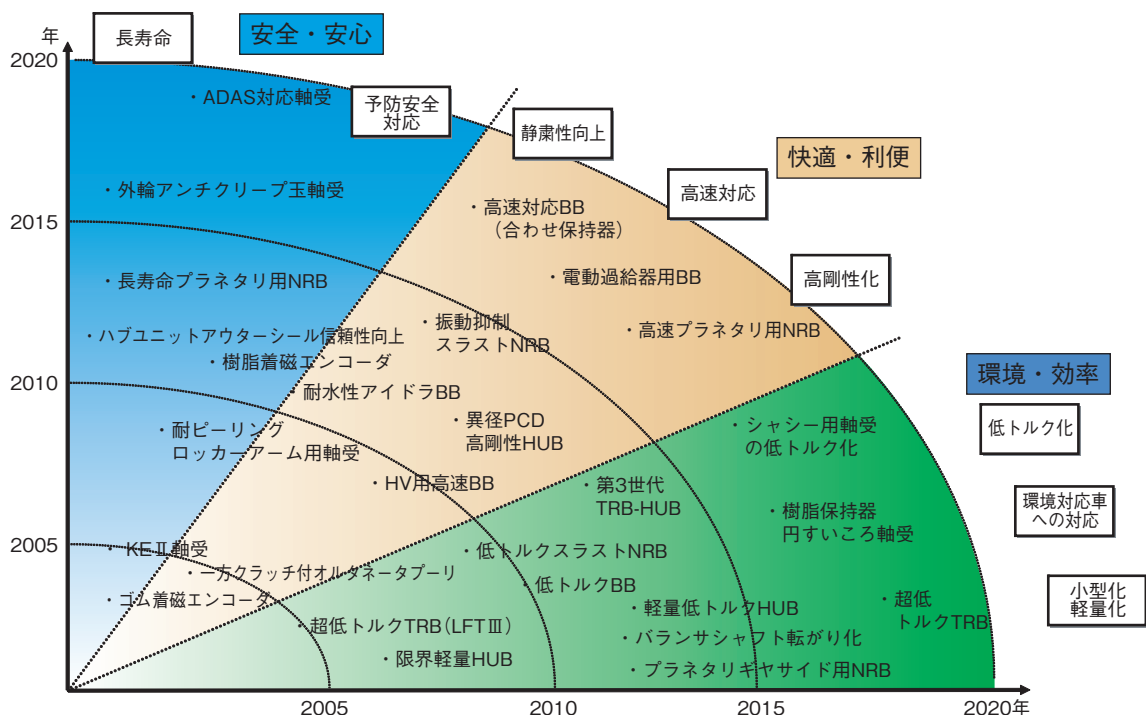 年
長寿命
安全・安心
2020
・ADAS対応軸受
予防安全
対応
静粛性向上
快適・利便
・外輪アンチクリープ玉軸受
高速対応
・高速対応BB
(合わせ保持器)
2015
・長寿命プラネタリ用NRB
・電動過給器用BB
高剛性化
・振動抑制
スラストNRB
・高速プラネタリ用NRB
・ハブユニットアウターシール信頼性向上
・樹脂着磁エンコーダ
環境・効率
2010
・耐水性アイドラBB
・異径PCD
高剛性HUB
・シャシー用軸受
の低トルク化
低トルク化
・耐ピーリング
ロッカーアーム用軸受
・HV用高速BB
・第3世代
TRB-HUB
・樹脂保持器
円すいころ軸受
環境対応車
への対応
2005
・KEⅡ軸受
・低トルクスラストNRB
・一方クラッチ付オルタネータプーリ
・低トルクBB
・ゴム着磁エンコーダ
・軽量低トルクHUB
・超低
トルクTRB
小型化
軽量化
・超低トルクTRB(LFTⅢ)
・バランサシャフト転がり化
・限界軽量HUB
・プラネタリギヤサイド用NRB
2005
2010
2015
2020年